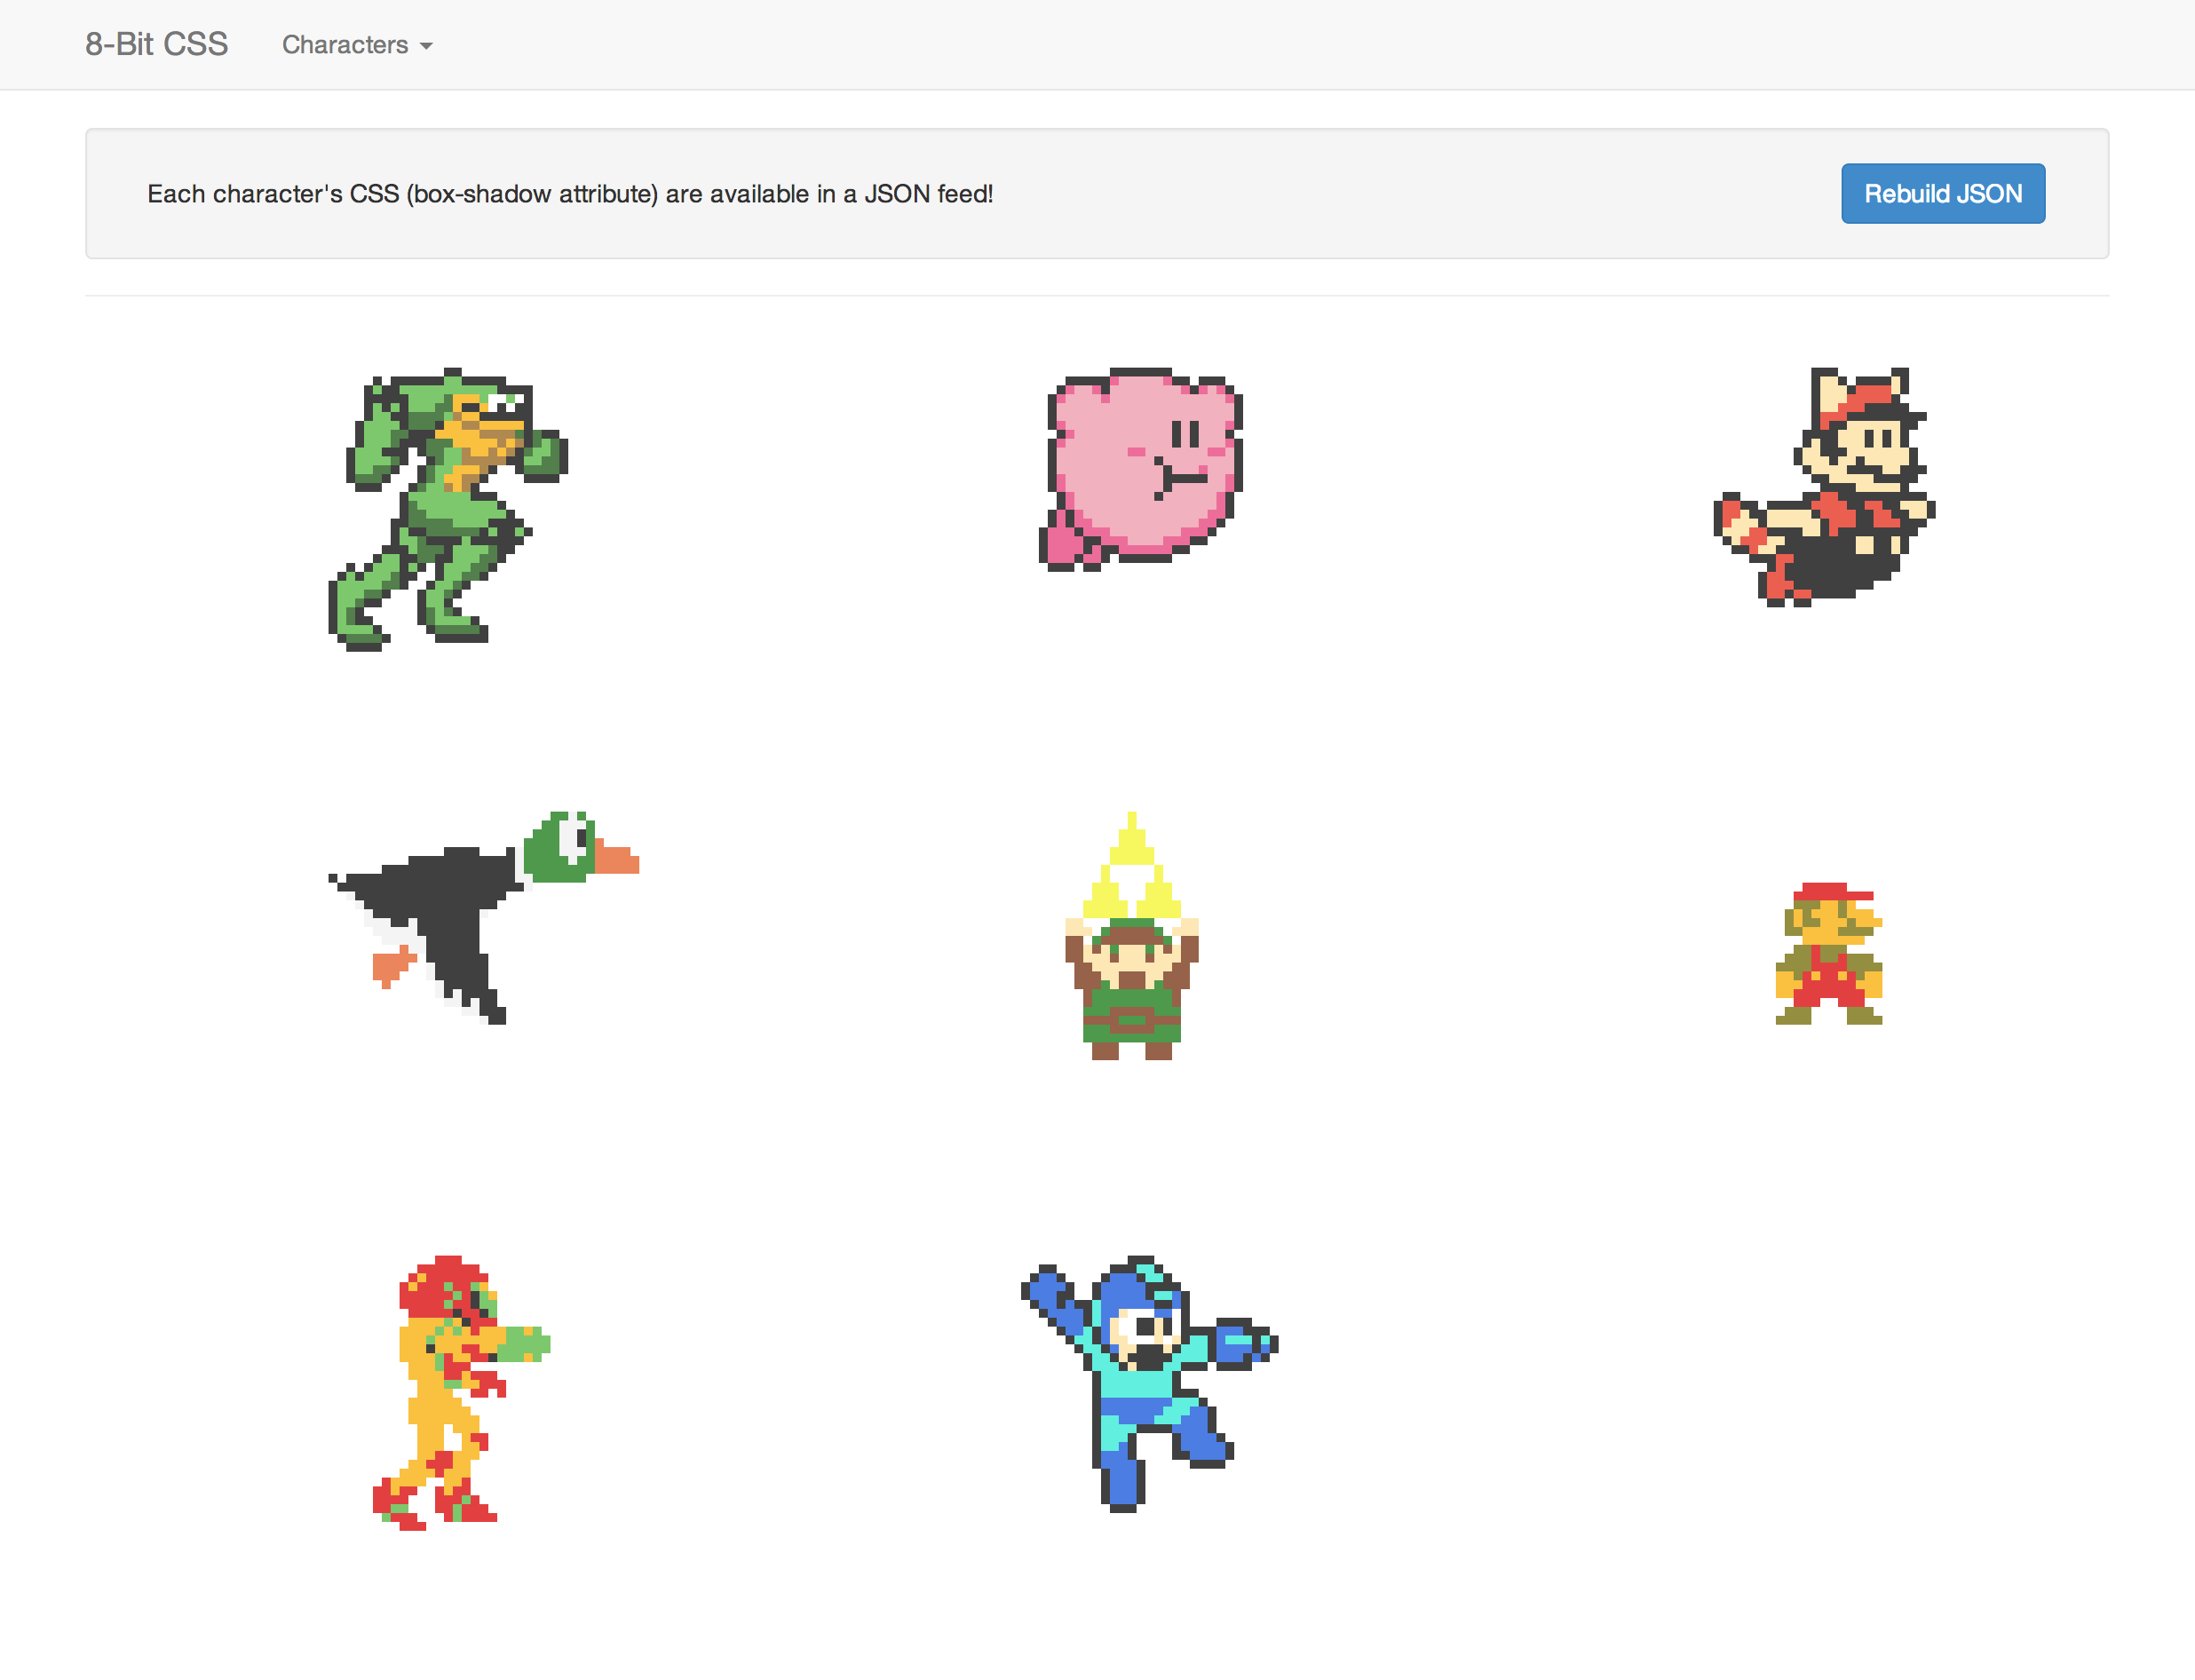 8-Bit CSS
Characters
Each character's CSS (box-shadow attribute) are available in a JSON feed!
Rebuild JSON